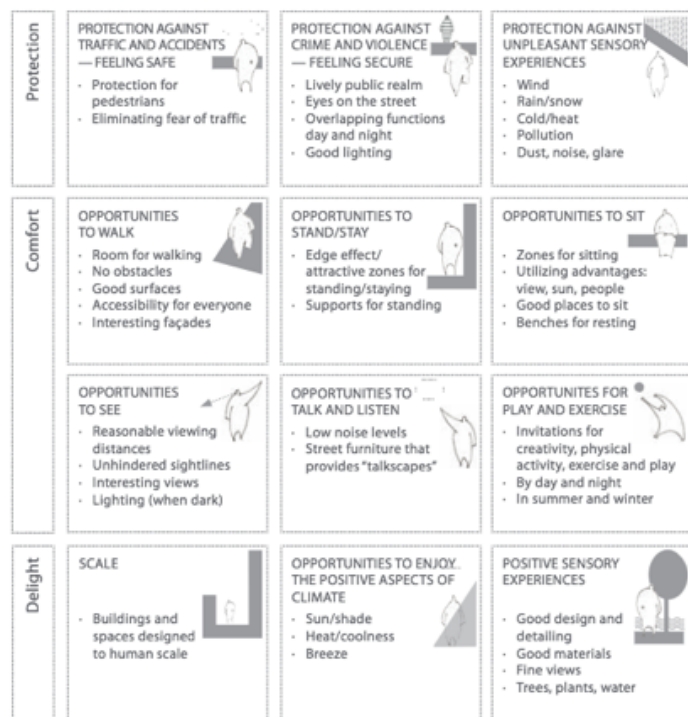 Protection
PROTECTION AGAINST
TRAFFIC AND ACCIDENTS
— FEELING SAFE
· Protection for
pedestrians
· Eliminating fear of traffic
PROTECTION AGAINST
CRIME AND VIOLENCE
— FEELING SECURE
· Lively public realm
· Eyes on the street
· Overlapping functions
day and night
· Good lighting
PROTECTION AGAINST
UNPLEASANT SENSORY
EXPERIENCES
· Wind
· Rain/snow
· Cold/heat
· Pollution
· Dust, noise, glare
Comfort
OPPORTUNITIES
TO WALK
· Room for walking
· No obstacles
· Good surfaces
· Accessibility for everyone
· Interesting façades
OPPORTUNITIES TO
STAND/STAY
· Edge effect/
attractive zones for
standing/staying
· Supports for standing
OPPORTUNITIES TO SIT
· Zones for sitting
· Utilizing advantages:
view, sun, people
· Good places to sit
· Benches for resting
OPPORTUNITIES
TO SEE
· Reasonable viewing
distances
· Unhindered sightlines
· Interesting views
· Lighting (when dark)
OPPORTUNITIES TO
TALK AND LISTEN
· Low noise levels
· Street furniture that
provides “talkscapes”
OPPORTUNITES FOR
PLAY AND EXERCISE
· Invitations for
creativity, physical
activity, exercise and play
· By day and night
· In summer and winter
Delight
SCALE
· Buildings and
spaces designed
to human scale
OPPORTUNITIES TO ENJOY
THE POSITIVE ASPECTS OF
CLIMATE
· Sun/shade
· Heat/coolness
· Breeze
POSITIVE SENSORY
EXPERIENCES
· Good design and
detailing
· Good materials
· Fine views
· Trees, plants, water